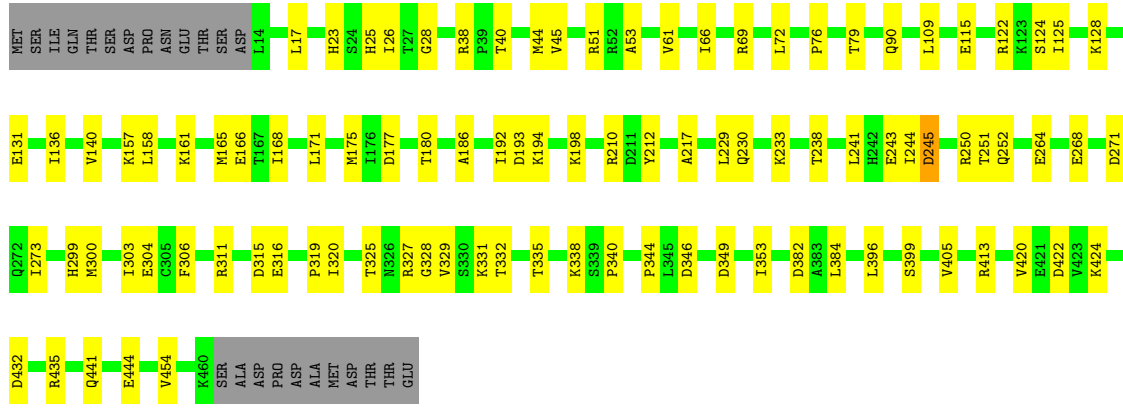 MET SER ILE GLN THR SER ASP PRO ASN GLU THR SER ASP L14 L17 H23 S24 H25 I26 T27 G28 R38 P39 T40 M44 V45 R51 R52 A53 V61 I66 R69 L72 P76 T79 Q90 L109 E115 R122 K123 S124 I125 K128
E131 I136 V140 K157 L158 K161 M165 E166 T167 I168 L171 M175 I176 D177 T180 A186 I192 D193 K194 K198 R210 D211 Y212 A217 L229 Q230 K233 T238 L241 H242 E243 I244 D245 R250 T251 Q252 E264 E268 D271
Q272 I273 H299 M300 I303 E304 C305 F306 R311 D315 E316 P319 I320 T325 N326 R327 G328 V329 S330 K331 T332 T335 K338 S339 P340 P344 L345 D346 D349 I353 D382 A383 L384 L396 S399 V405 R413 V420 E421 D422 V423 K424
D432 R435 Q441 E444 V454 K460 SER ALA ASP PRO ASP ALA MET ASP THR THR GLU